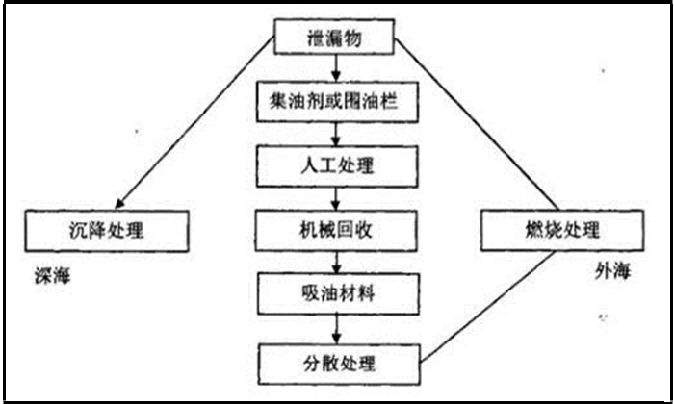 泄漏物
集油剂或围油栏
人工处理
沉降处理
机械回收
燃烧处理
深海
外海
吸油材料
分散处理